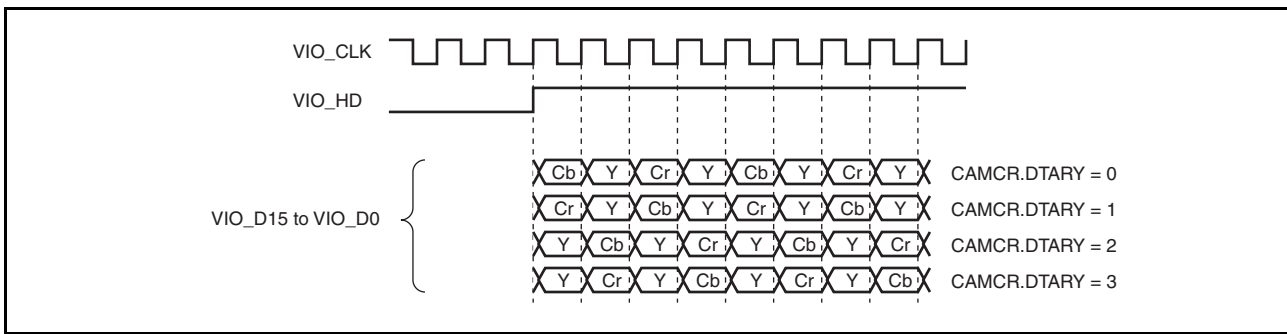 VIO_CLK
VIO_HD
VIO_D15 to VIO_D0
Cb Y Cr Y Cb Y Cr Y CAMCR.DTARY = 0
Cr Y Cb Y Cr Y Cb Y CAMCR.DTARY = 1
Y Cb Y Cr Y Cb Y Cr CAMCR.DTARY = 2
Y Cr Y Cb Y Cr Y Cb CAMCR.DTARY = 3